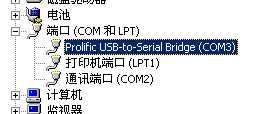 电池
端口 (COM 和 LPT)
Prolific USB-to-Serial Bridge (COM3)
打印机端口 (LPT1)
通讯端口 (COM2)
计算机
监视器